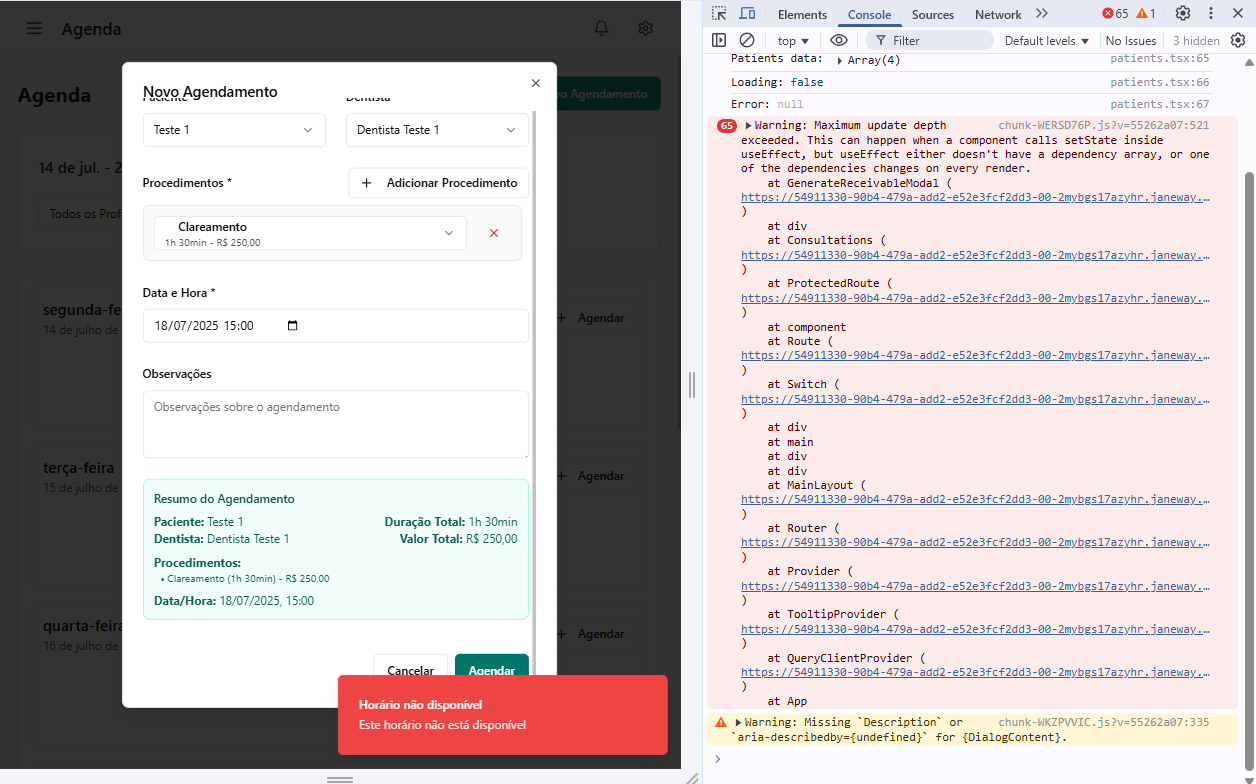 Agenda
Agenda
vo Agendamento
14 de jul. - 2
Todos os Prof
segunda-fe
14 de julho de
Agendar
terça-feira
15 de julho de
Agendar
quarta-feira
16 de julho de
Agendar
Novo Agendamento
Paciente
Dentista
Teste 1
Dentista Teste 1
Procedimentos *
+ Adicionar Procedimento
Clareamento
1h 30min - R$ 250,00
Data e Hora *
18/07/2025 15:00
Observações
Observações sobre o agendamento
Resumo do Agendamento
Paciente: Teste 1
Duração Total: 1h 30min
Dentista: Dentista Teste 1
Valor Total: R$ 250,00
Procedimentos:
• Clareamento (1h 30min) - R$ 250,00
Data/Hora: 18/07/2025, 15:00
Cancelar
Agendar
Horário não disponível
Este horário não está disponível
Elements Console Sources Network 65 1
top Filter Default levels No Issues 3 hidden
Patients data: Array(4) patients.tsx:65
Loading: false patients.tsx:66
Error: null patients.tsx:67
65 Warning: Maximum update depth chunk-WERSD76P.js?v=55262a07:521
exceeded. This can happen when a component calls setState inside
useEffect, but useEffect either doesn't have a dependency array, or one
of the dependencies changes on every render.
at GenerateReceivableModal (
https://54911330-90b4-479a-add2-e52e3fcf2dd3-00-2mybgs17azyhr.janeway.…
)
at div
at Consultations (
https://54911330-90b4-479a-add2-e52e3fcf2dd3-00-2mybgs17azyhr.janeway.…
)
at ProtectedRoute (
https://54911330-90b4-479a-add2-e52e3fcf2dd3-00-2mybgs17azyhr.janeway.…
)
at component
at Route (
https://54911330-90b4-479a-add2-e52e3fcf2dd3-00-2mybgs17azyhr.janeway.…
)
at Switch (
https://54911330-90b4-479a-add2-e52e3fcf2dd3-00-2mybgs17azyhr.janeway.…
)
at div
at main
at div
at div
at MainLayout (
https://54911330-90b4-479a-add2-e52e3fcf2dd3-00-2mybgs17azyhr.janeway.…
)
at Router (
https://54911330-90b4-479a-add2-e52e3fcf2dd3-00-2mybgs17azyhr.janeway.…
)
at Provider (
https://54911330-90b4-479a-add2-e52e3fcf2dd3-00-2mybgs17azyhr.janeway.…
)
at TooltipProvider (
https://54911330-90b4-479a-add2-e52e3fcf2dd3-00-2mybgs17azyhr.janeway.…
)
at QueryClientProvider (
https://54911330-90b4-479a-add2-e52e3fcf2dd3-00-2mybgs17azyhr.janeway.…
)
at App
Warning: Missing `Description` or chunk-WKZPVVIC.js?v=55262a07:335
`aria-describedby={undefined}` for {DialogContent}.